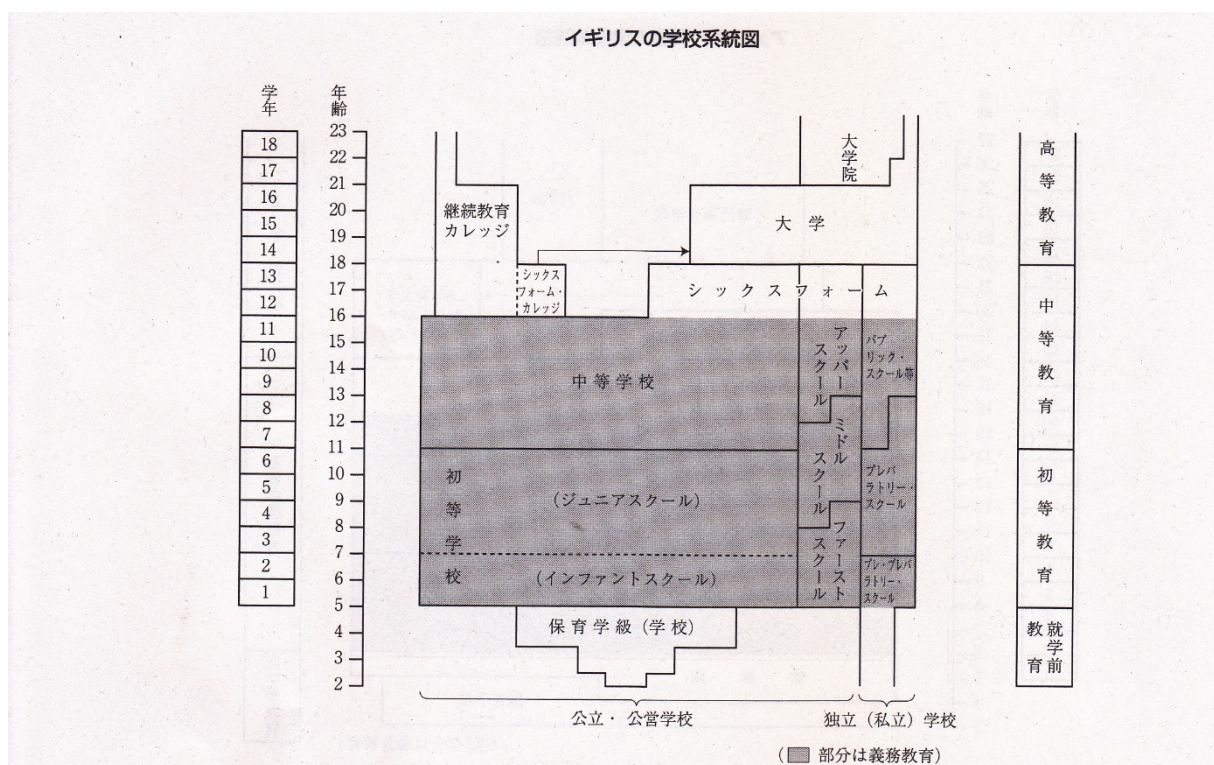 イギリスの学校系統図
学年
18
17
16
15
14
13
12
11
10
9
8
7
6
5
4
3
2
1
年齢
23
22
21
20
19
18
17
16
15
14
13
12
11
10
9
8
7
6
5
4
3
2
継続教育
カレッジ
シックス
フォーム・
カレッジ
大学院
大学
シックスフォーム
中等学校
アッパー
スクール
パブ
リック・
スクール等
ミドル
スクール
初等学校
(ジュニアスクール)
(インファントスクール)
プレパ
ラトリー・
スクール
ファースト
スクール
プレ・プレパ
ラトリー・
スクール
保育学級(学校)
高等教育
中等教育
初等教育
就学前
教育
公立・公営学校
独立(私立)学校
(部分は義務教育)